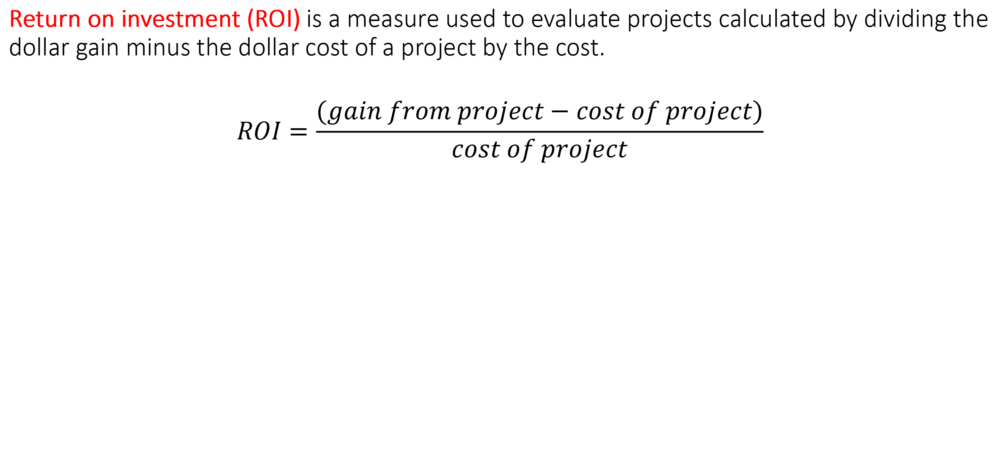 Return on investment (ROI) is a measure used to evaluate projects calculated by dividing the
dollar gain minus the dollar cost of a project by the cost.
ROI = (gain from project − cost of project) / cost of project